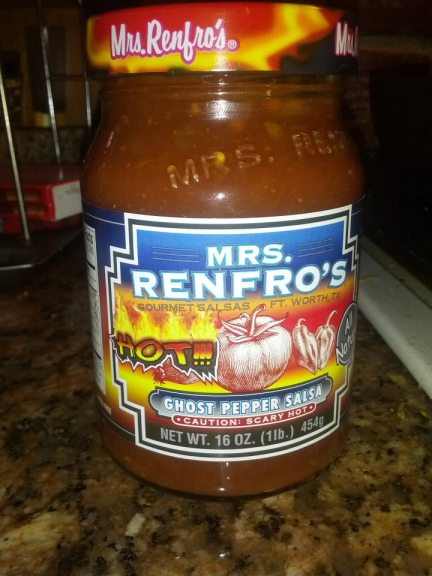 Mrs. Renfro's®
MRS. REN
MRS.
RENFRO'S
GOURMET SALSAS FT. WORTH, TX
HOT!!!
All
GHOST PEPPER SALSA
• CAUTION: SCARY HOT •
NET WT. 16 OZ. (1lb.) 454g